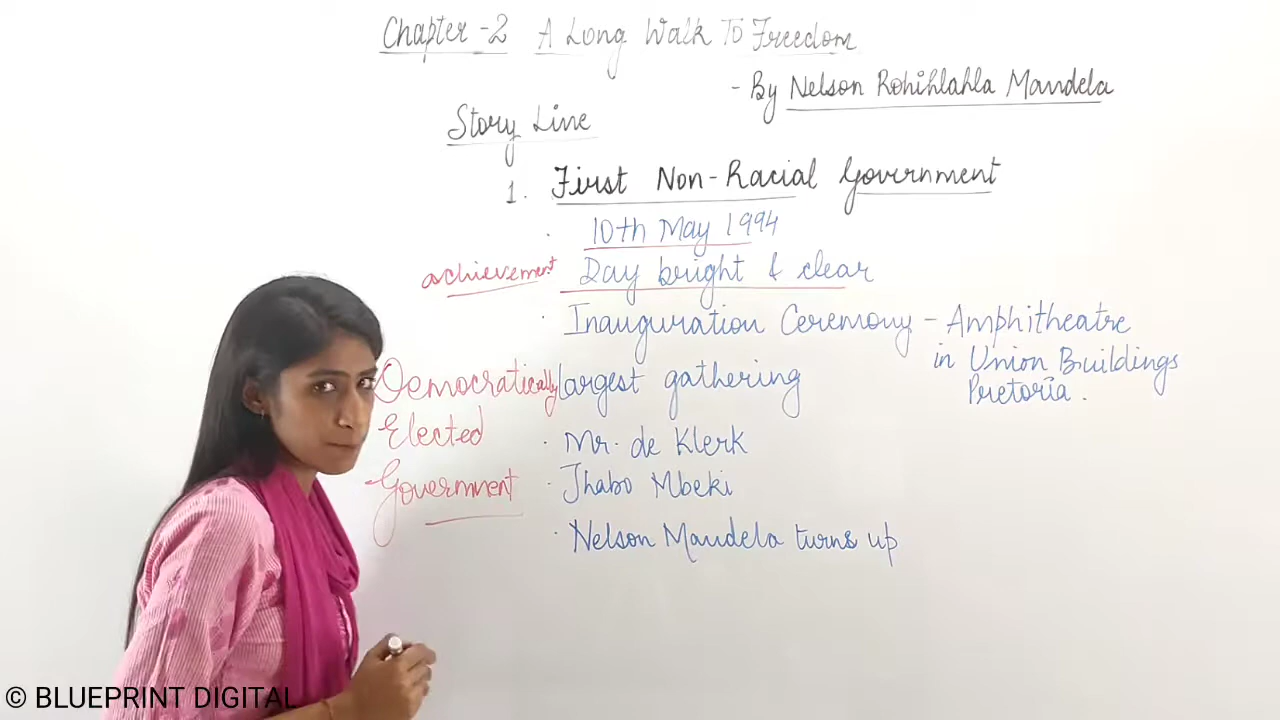 Chapter -2 A Long Walk To Freedom
- By Nelson Rohihlahla Mandela
Story Line
1. First Non-Racial Government
· 10th May 1994
achievement Day bright & clear
· Inauguration Ceremony - Amphitheatre
in Union Buildings
Pretoria.
Democratically largest gathering
Elected · Mr. de Klerk
Government · Jhabo Mbeki
· Nelson Mandela turns up
© BLUEPRINT DIGITAL